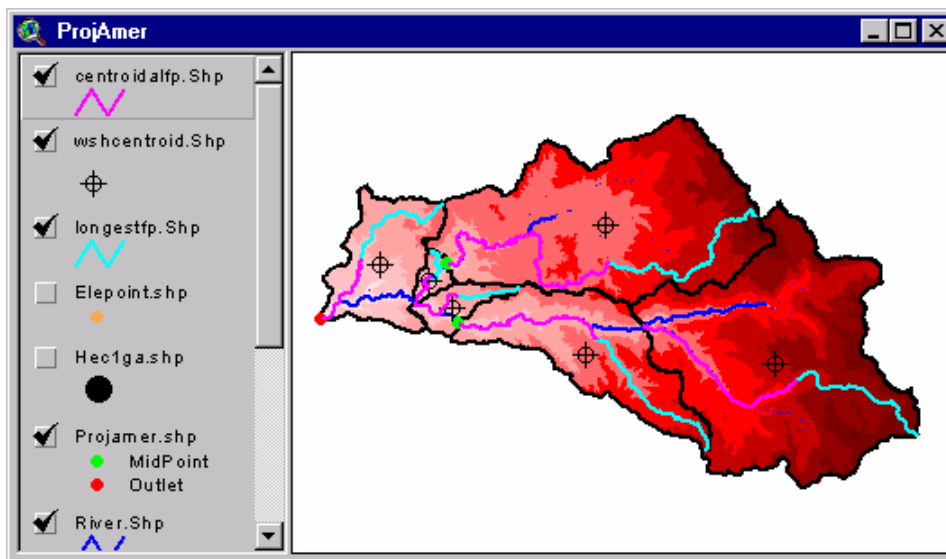 ProjAmer
centroidalfp.Shp
wshcentroid.Shp
longestfp.Shp
Elepoint.shp
Hec1ga.shp
Projamer.shp
MidPoint
Outlet
River.Shp